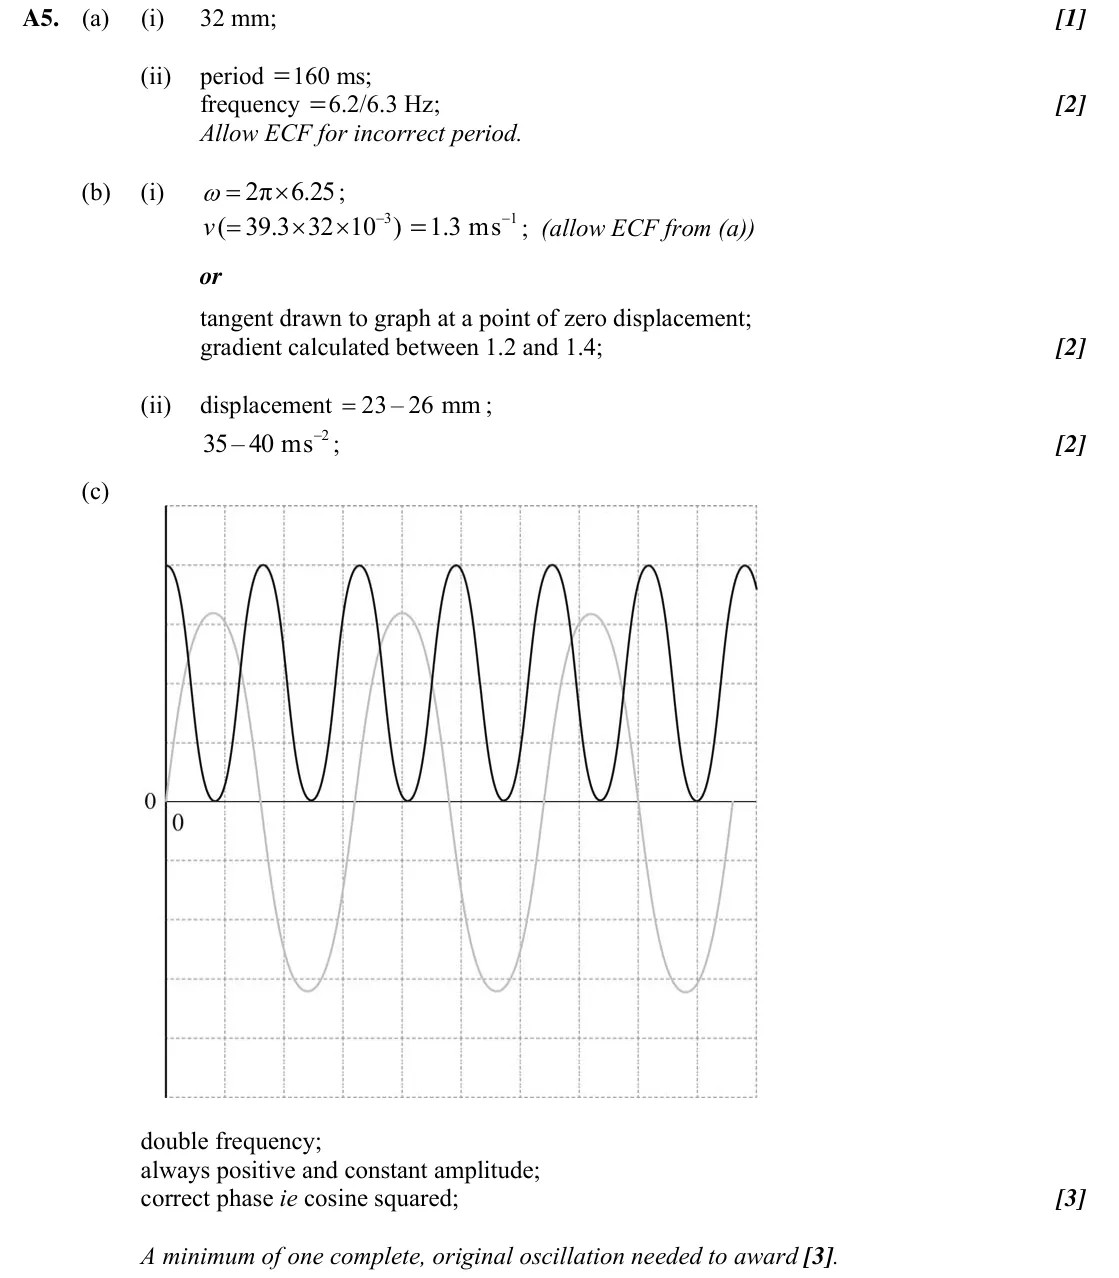 A5. (a) (i) 32 mm; [1]
(ii) period = 160 ms;
frequency = 6.2/6.3 Hz; [2]
Allow ECF for incorrect period.
(b) (i) ω = 2π×6.25;
v(= 39.3×32×10⁻³) = 1.3 ms⁻¹; (allow ECF from (a))
or
tangent drawn to graph at a point of zero displacement;
gradient calculated between 1.2 and 1.4; [2]
(ii) displacement = 23 – 26 mm;
35 – 40 ms⁻²; [2]
(c)
0
0
double frequency;
always positive and constant amplitude;
correct phase ie cosine squared; [3]
A minimum of one complete, original oscillation needed to award [3].